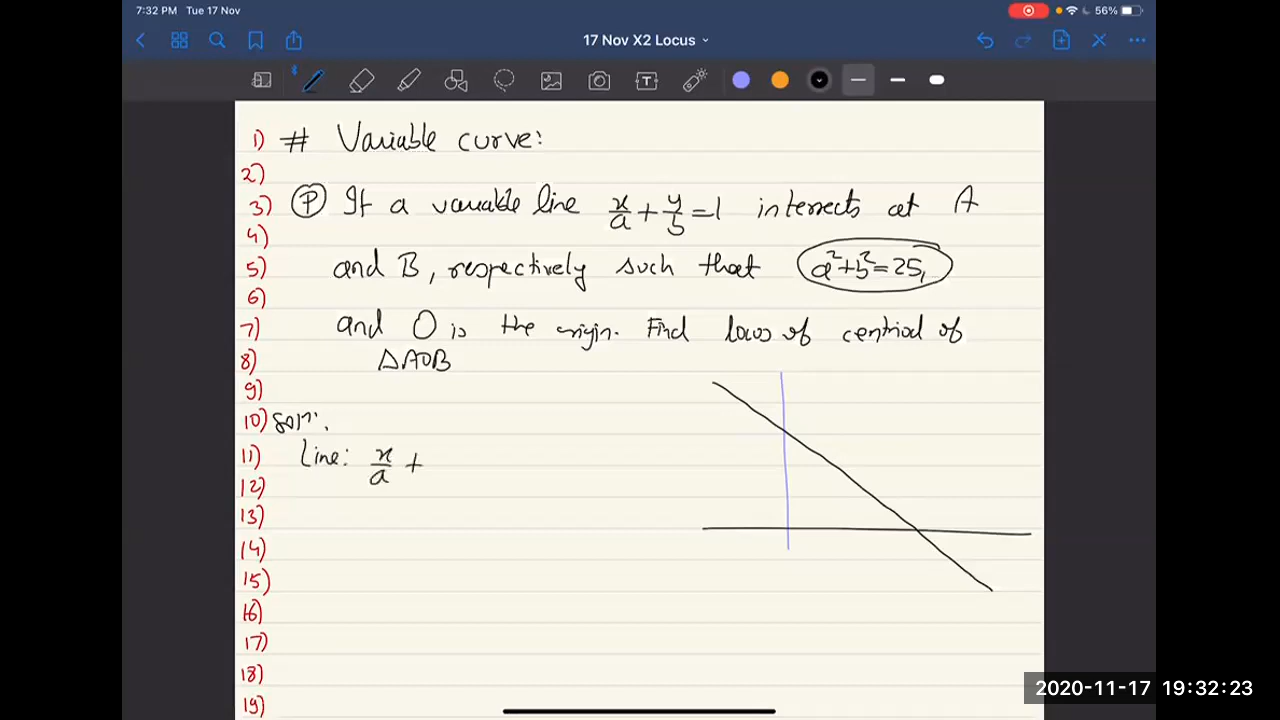 7:32 PM Tue 17 Nov
56%
17 Nov X2 Locus
1) # Variable curve:
2)
3) (P) If a variable line x/a + y/b = 1 intersects at A
4)
5) and B, respectively such that a²+b²=25,
6)
7) and O is the origin. Find locus of centriod of
8) ΔAOB
9)
10) Soln.
11) Line: x/a +
12)
13)
14)
15)
16)
17)
18)
19)
2020-11-17 19:32:23